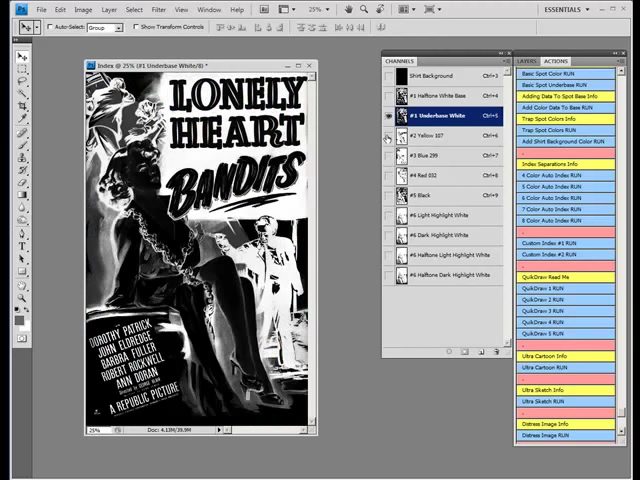 25%
ESSENTIALS
File Edit Image Layer Select Filter View Window Help
Auto-Select: Group Show Transform Controls
Index @ 25% (#1 Underbase White/8) *
LONELY
HEART
BANDITS
DOROTHY PATRICK
JOHN ELDREDGE
BARBRA FULLER
ROBERT ROCKWELL
ANN DORAN
A REPUBLIC PICTURE
25% Doc: 4.13M/39.9M
CHANNELS
Shirt Background Ctrl+3
#1 Halftone White Base Ctrl+4
#1 Underbase White Ctrl+5
#2 Yellow 107 Ctrl+6
#3 Blue 299 Ctrl+7
#4 Red 032 Ctrl+8
#5 Black Ctrl+9
#6 Light Highlight White
#6 Dark Highlight White
#6 Halftone Light Highlight White
#6 Halftone Dark Highlight White
LAYERS ACTIONS
Basic Spot Color RUN
Basic Spot Underbase RUN
Adding Data To Spot Base Info
Add Color Data To Base RUN
Trap Spot Colors Info
Trap Spot Colors RUN
Add Shirt Background Color RUN
Index Separations Info
4 Color Auto Index RUN
5 Color Auto Index RUN
6 Color Auto Index RUN
7 Color Auto Index RUN
8 Color Auto Index RUN
Custom Index #1 RUN
Custom Index #2 RUN
QuikDraw Read Me
QuikDraw 1 RUN
QuikDraw 2 RUN
QuikDraw 3 RUN
QuikDraw 4 RUN
QuikDraw 5 RUN
Ultra Cartoon Info
Ultra Cartoon RUN
Ultra Sketch Info
Ultra Sketch RUN
Distress Image Info
Distress Image RUN